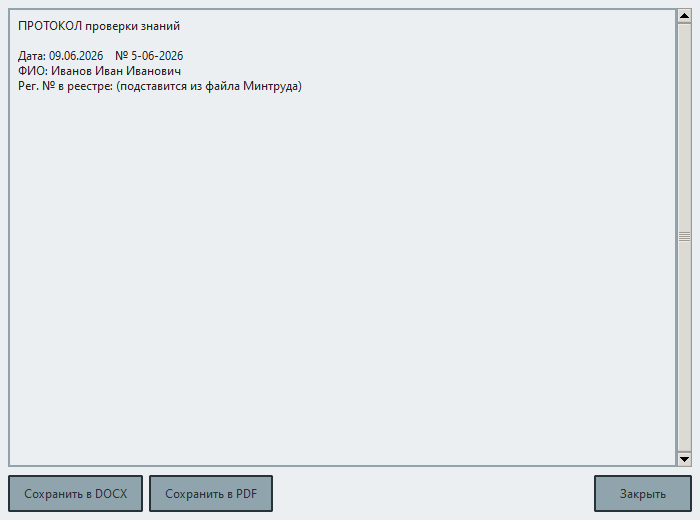 ПРОТОКОЛ проверки знаний
Дата: 09.06.2026 № 5-06-2026
ФИО: Иванов Иван Иванович
Рег. № в реестре: (подставится из файла Минтруда)
Сохранить в DOCX Сохранить в PDF Закрыть